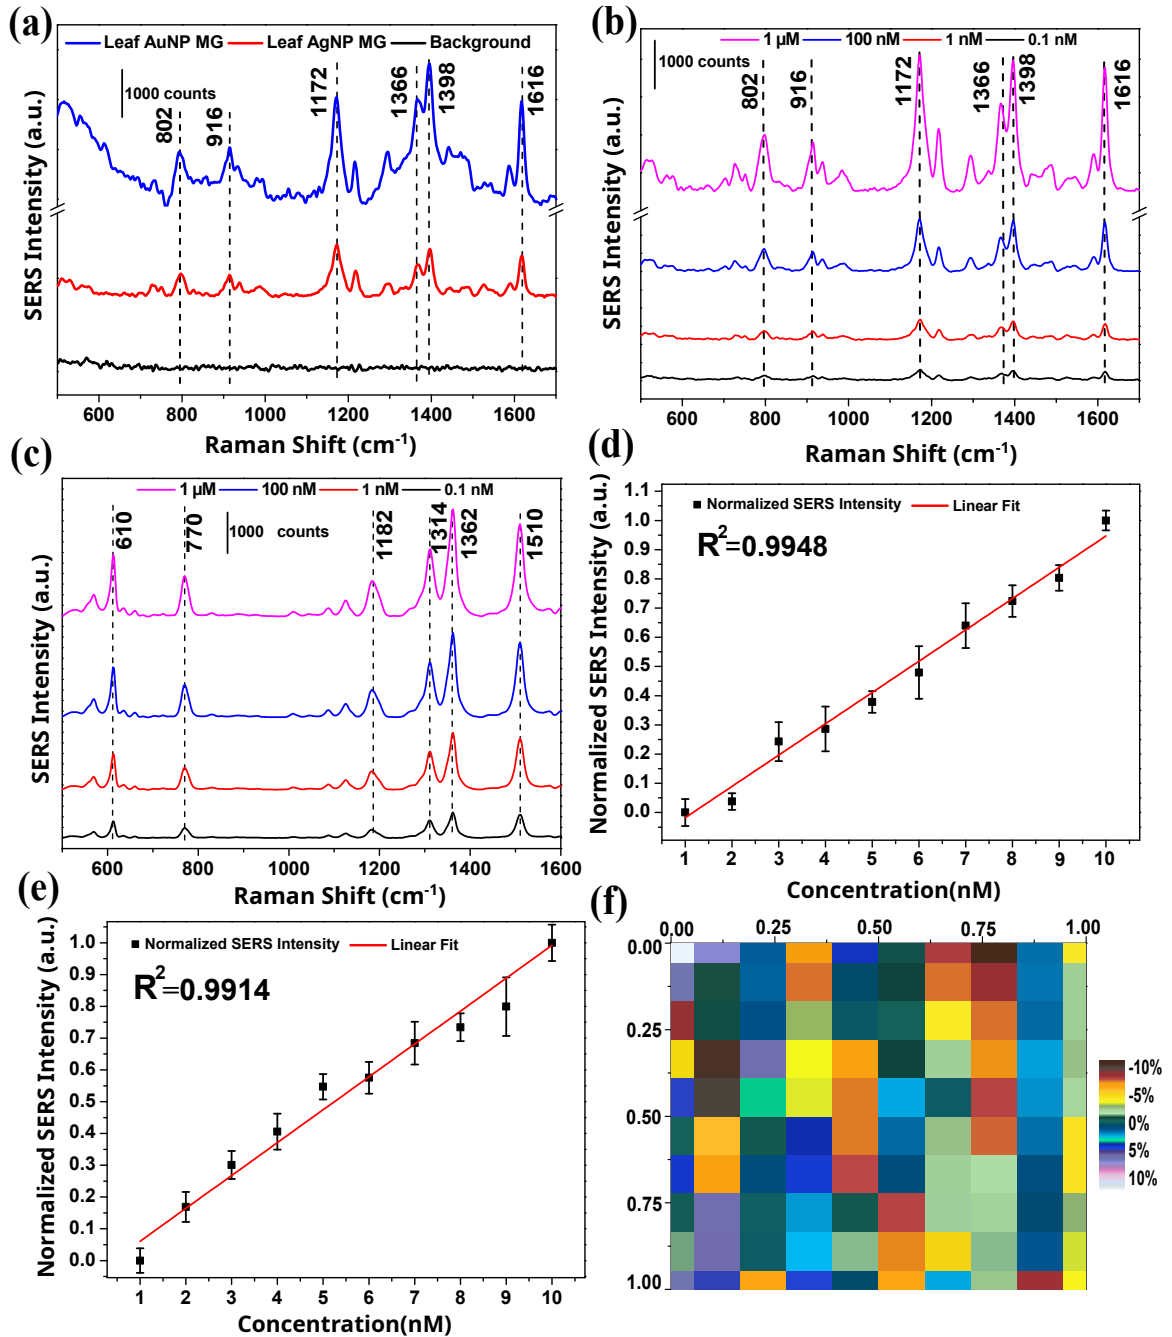 (a)
Leaf AuNP MG Leaf AgNP MG Background
1000 counts
802
916
1172
1366
1398
1616
SERS Intensity (a.u.)
600 800 1000 1200 1400 1600
Raman Shift (cm⁻¹)
(b)
1 µM 100 nM 1 nM 0.1 nM
1000 counts
802
916
1172
1366
1398
1616
SERS Intensity (a.u.)
600 800 1000 1200 1400 1600
Raman Shift (cm⁻¹)
(c)
1 µM 100 nM 1 nM 0.1 nM
1000 counts
610
770
1182
1314
1362
1510
SERS Intensity (a.u.)
600 800 1000 1200 1400 1600
Raman Shift (cm⁻¹)
(d)
Normalized SERS Intensity Linear Fit
R²=0.9948
Normalized SERS Intensity (a.u.)
1.1
1.0
0.9
0.8
0.7
0.6
0.5
0.4
0.3
0.2
0.1
0.0
1 2 3 4 5 6 7 8 9 10
Concentration(nM)
(e)
Normalized SERS Intensity Linear Fit
R²=0.9914
Normalized SERS Intensity (a.u.)
1.0
0.9
0.8
0.7
0.6
0.5
0.4
0.3
0.2
0.1
0.0
1 2 3 4 5 6 7 8 9 10
Concentration(nM)
(f)
0.00 0.25 0.50 0.75 1.00
0.00
0.25
0.50
0.75
1.00
-10%
-5%
0%
5%
10%